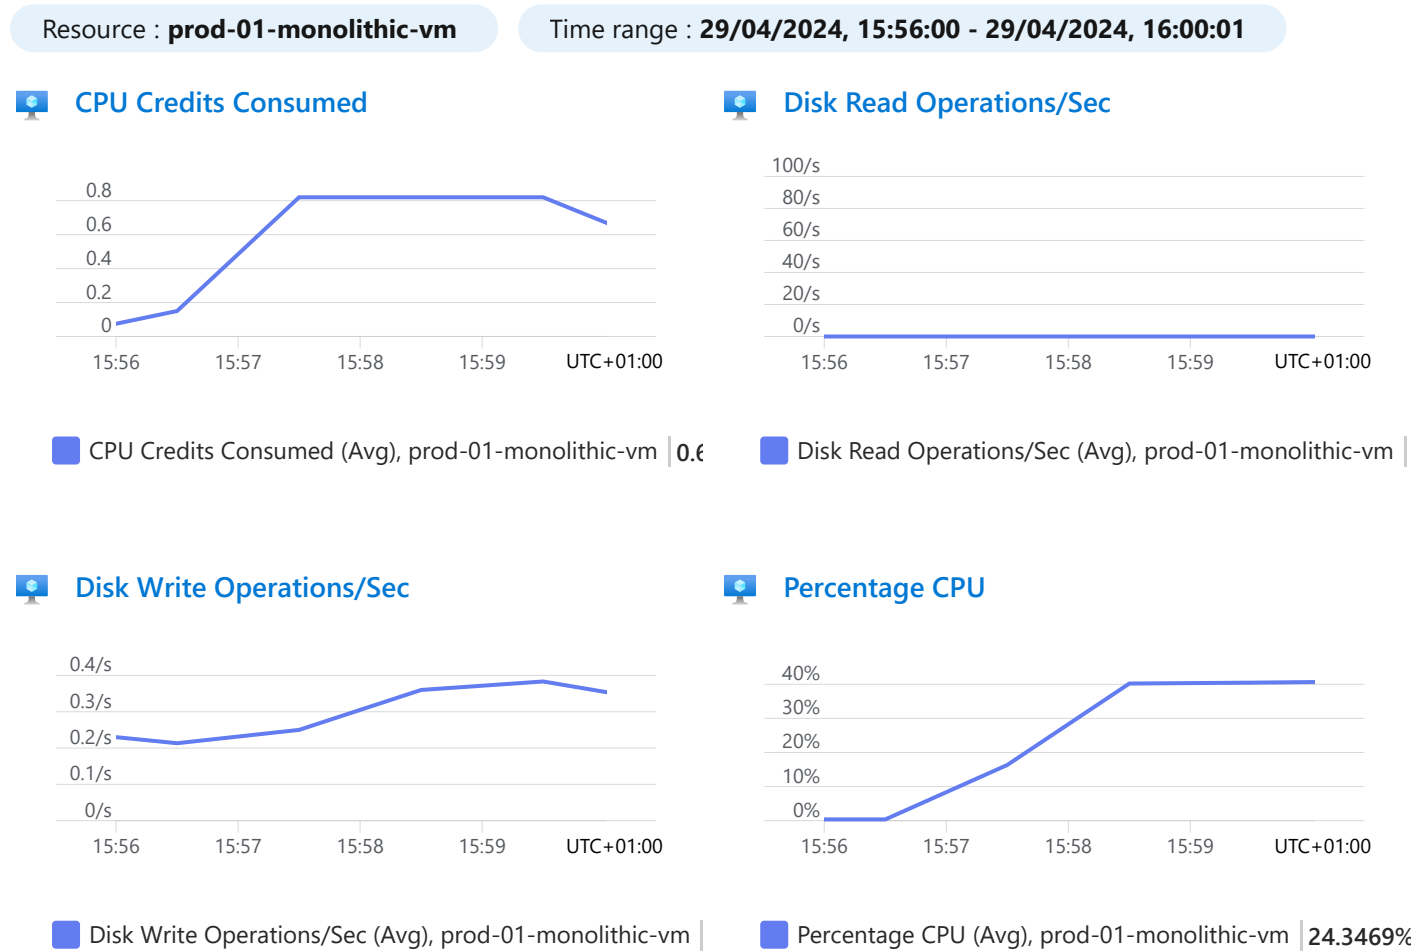 Resource : prod-01-monolithic-vm
Time range : 29/04/2024, 15:56:00 - 29/04/2024, 16:00:01
CPU Credits Consumed
0.8
0.6
0.4
0.2
0
15:56 15:57 15:58 15:59 UTC+01:00
CPU Credits Consumed (Avg), prod-01-monolithic-vm
Disk Read Operations/Sec
100/s
80/s
60/s
40/s
20/s
0/s
15:56 15:57 15:58 15:59 UTC+01:00
Disk Read Operations/Sec (Avg), prod-01-monolithic-vm
Disk Write Operations/Sec
0.4/s
0.3/s
0.2/s
0.1/s
0/s
15:56 15:57 15:58 15:59 UTC+01:00
Disk Write Operations/Sec (Avg), prod-01-monolithic-vm
Percentage CPU
40%
30%
20%
10%
0%
15:56 15:57 15:58 15:59 UTC+01:00
Percentage CPU (Avg), prod-01-monolithic-vm 24.3469%